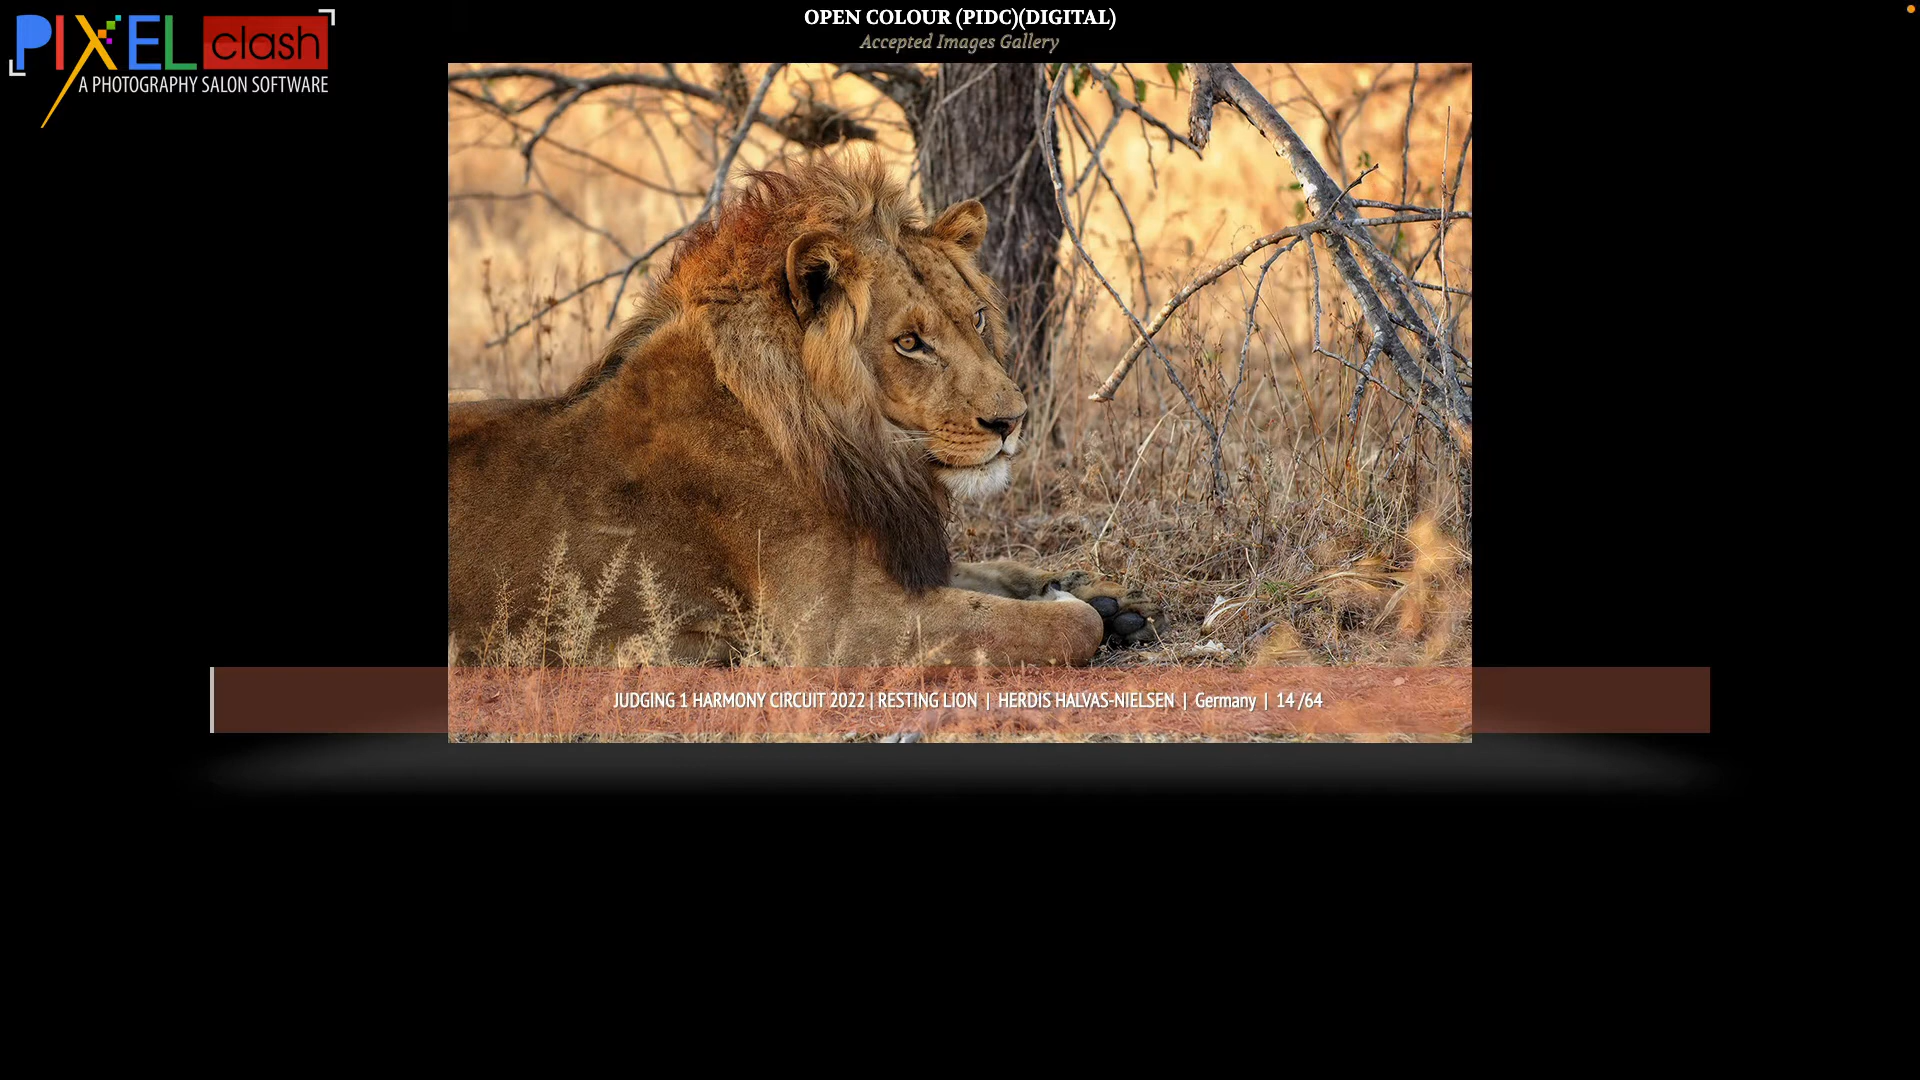 PIXEL clash
A PHOTOGRAPHY SALON SOFTWARE
OPEN COLOUR (PIDC)(DIGITAL)
Accepted Images Gallery
JUDGING 1 HARMONY CIRCUIT 2022 | RESTING LION | HERDIS HALVAS-NIELSEN | Germany | 14 /64